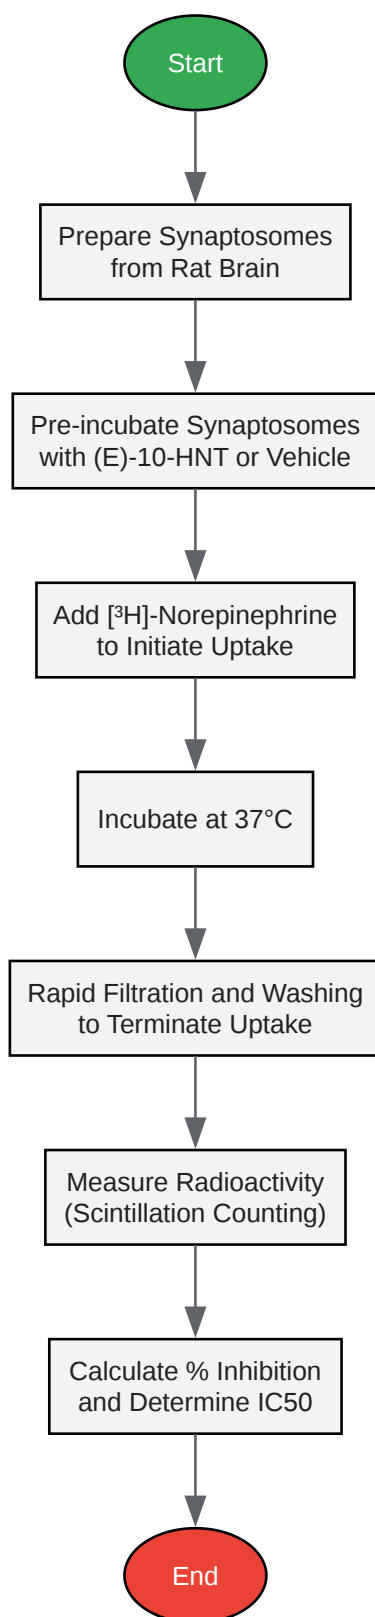 Start
Prepare Synaptosomes
from Rat Brain
Pre-incubate Synaptosomes
with (E)-10-HNT or Vehicle
Add [³H]-Norepinephrine
to Initiate Uptake
Incubate at 37°C
Rapid Filtration and Washing
to Terminate Uptake
Measure Radioactivity
(Scintillation Counting)
Calculate % Inhibition
and Determine IC50
End